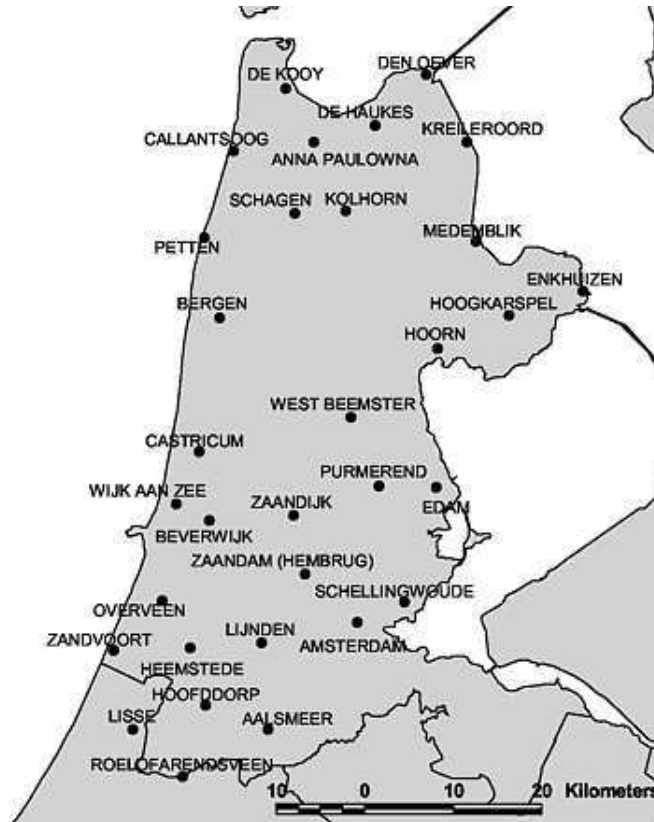 DEN OEVER
DE KOOY
DE HAUKES
KREILEROORD
CALLANTSOOG
ANNA PAULOWNA
SCHAGEN
KOLHORN
MEDEMBLIK
PETTEN
ENKHUIZEN
BERGEN
HOOGKARSPEL
HOORN
WEST BEEMSTER
CASTRICUM
PURMEREND
WIJK AAN ZEE
ZAANDIJK
EDAM
BEVERWIJK
ZAANDAM (HEMBRUG)
SCHELLINGWOUDE
OVERVEEN
LIJNDEN
ZANDVOORT
AMSTERDAM
HEEMSTEDE
HOOFDDORP
LISSE
AALSMEER
ROELOFARENDSVEEN
10 0 10 20 Kilometers